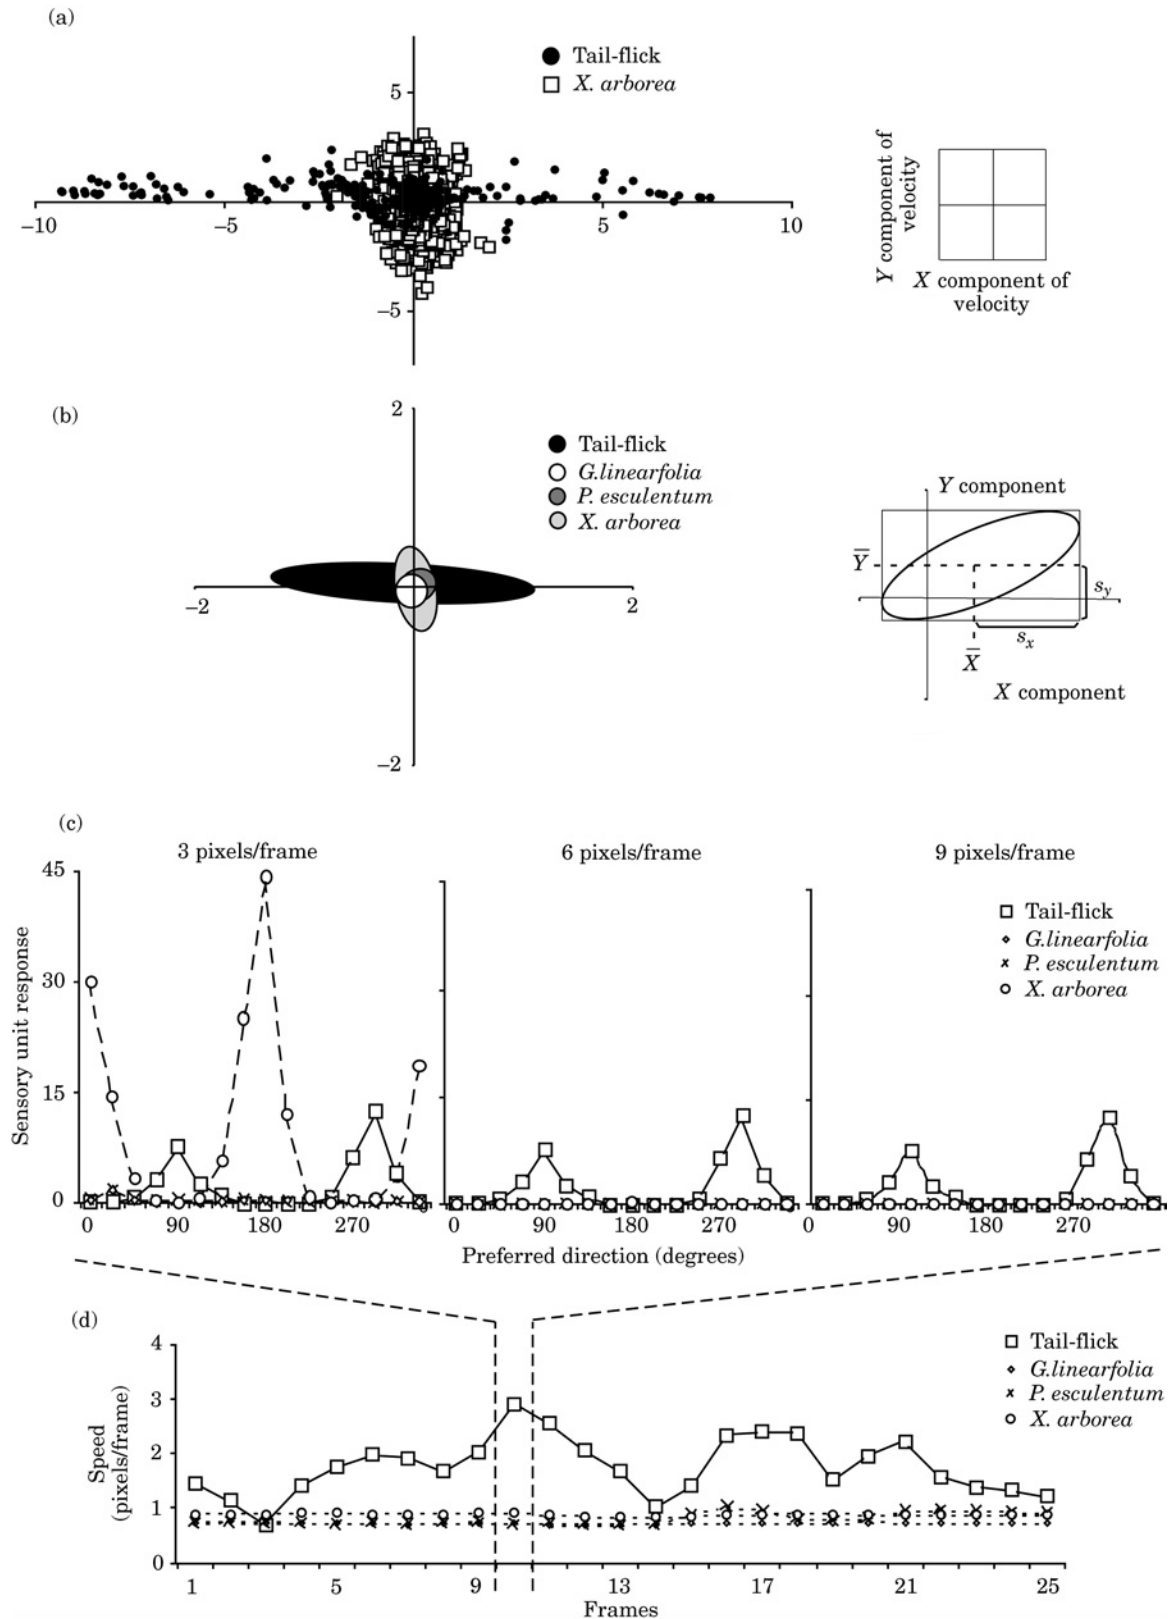 (a)
Tail-flick
X. arborea
5
-10
-5
5
10
-5
Y component of
velocity
X component of
velocity
(b)
2
Tail-flick
G.linearfolia
P. esculentum
X. arborea
-2
2
-2
Y component
Y
sy
sx
X
X component
(c)
3 pixels/frame
6 pixels/frame
9 pixels/frame
45
30
15
0
Sensory unit response
Tail-flick
G.linearfolia
P. esculentum
X. arborea
0 90 180 270
0 90 180 270
0 90 180 270
Preferred direction (degrees)
(d)
4
3
2
1
0
Speed
(pixels/frame)
Tail-flick
G.linearfolia
P. esculentum
X. arborea
1 5 9 13 17 21 25
Frames